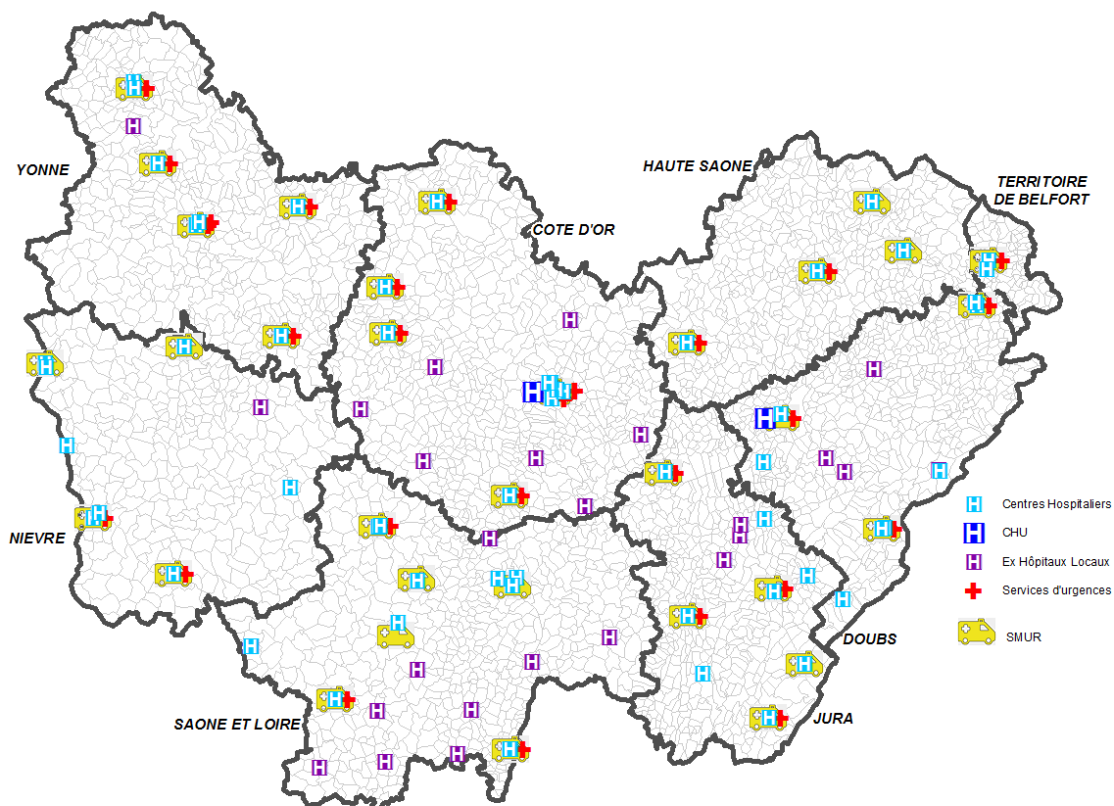 HAUTE SAONE
YONNE
TERRITOIRE
DE BELFORT
COTE D'OR
Centres Hospitaliers
CHU
NIEVRE
Ex Hôpitaux Locaux
Services d'urgences
SMUR
DOUBS
SAONE ET LOIRE
JURA